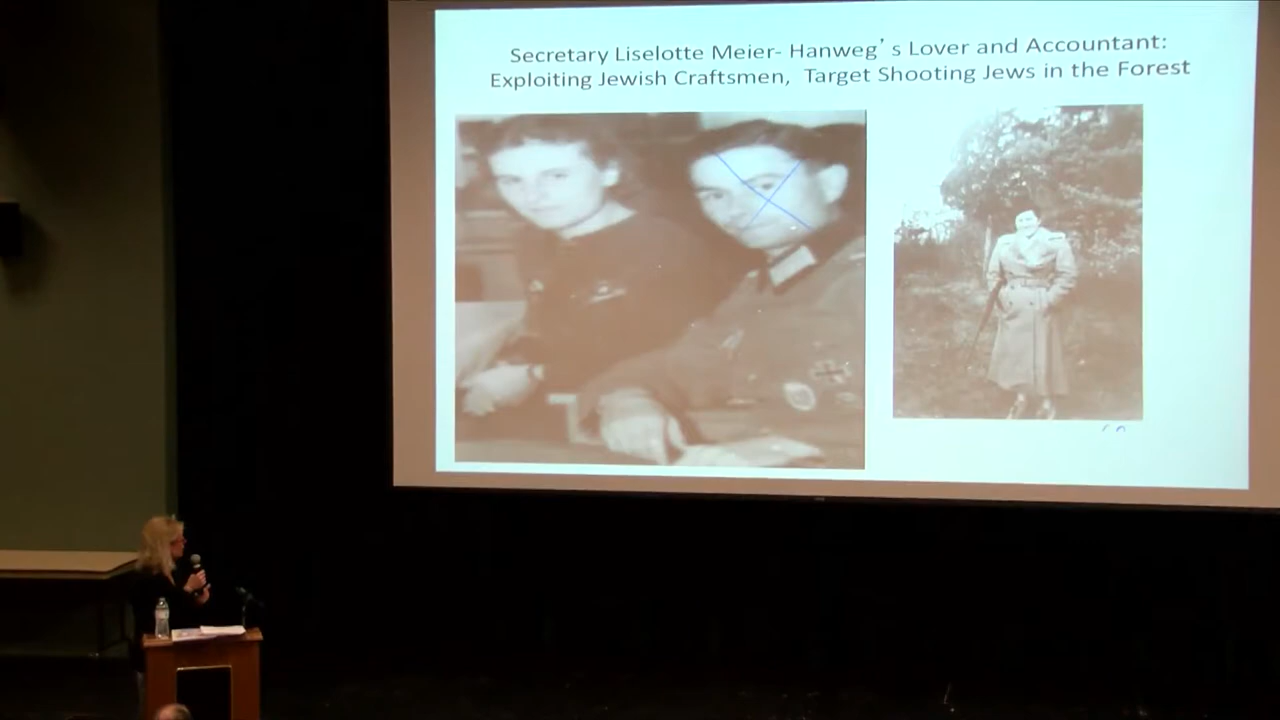 Secretary Liselotte Meier- Hanweg's Lover and Accountant:
Exploiting Jewish Craftsmen, Target Shooting Jews in the Forest